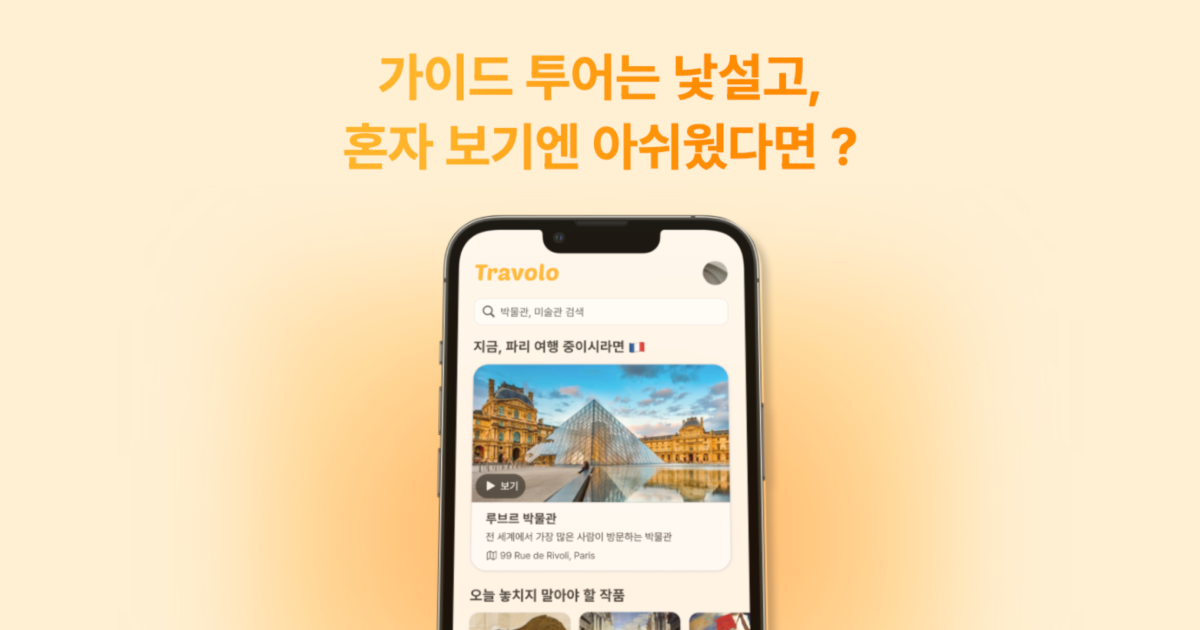 가이드 투어는 낯설고,
혼자 보기엔 아쉬웠다면 ?
Travolo
박물관, 미술관 검색
지금, 파리 여행 중이시라면 🇫🇷
보기
루브르 박물관
전 세계에서 가장 많은 사람이 방문하는 박물관
99 Rue de Rivoli, Paris
오늘 놓치지 말아야 할 작품